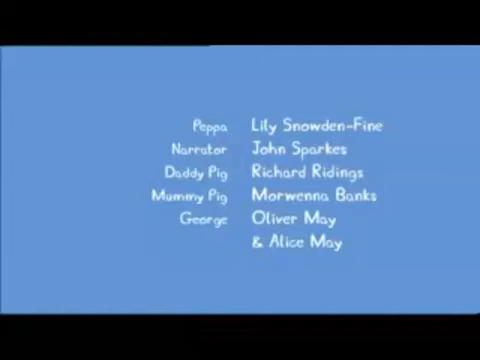 Peppa Lily Snowden-Fine
Narrator John Sparkes
Daddy Pig Richard Ridings
Mummy Pig Morwenna Banks
George Oliver May
& Alice May